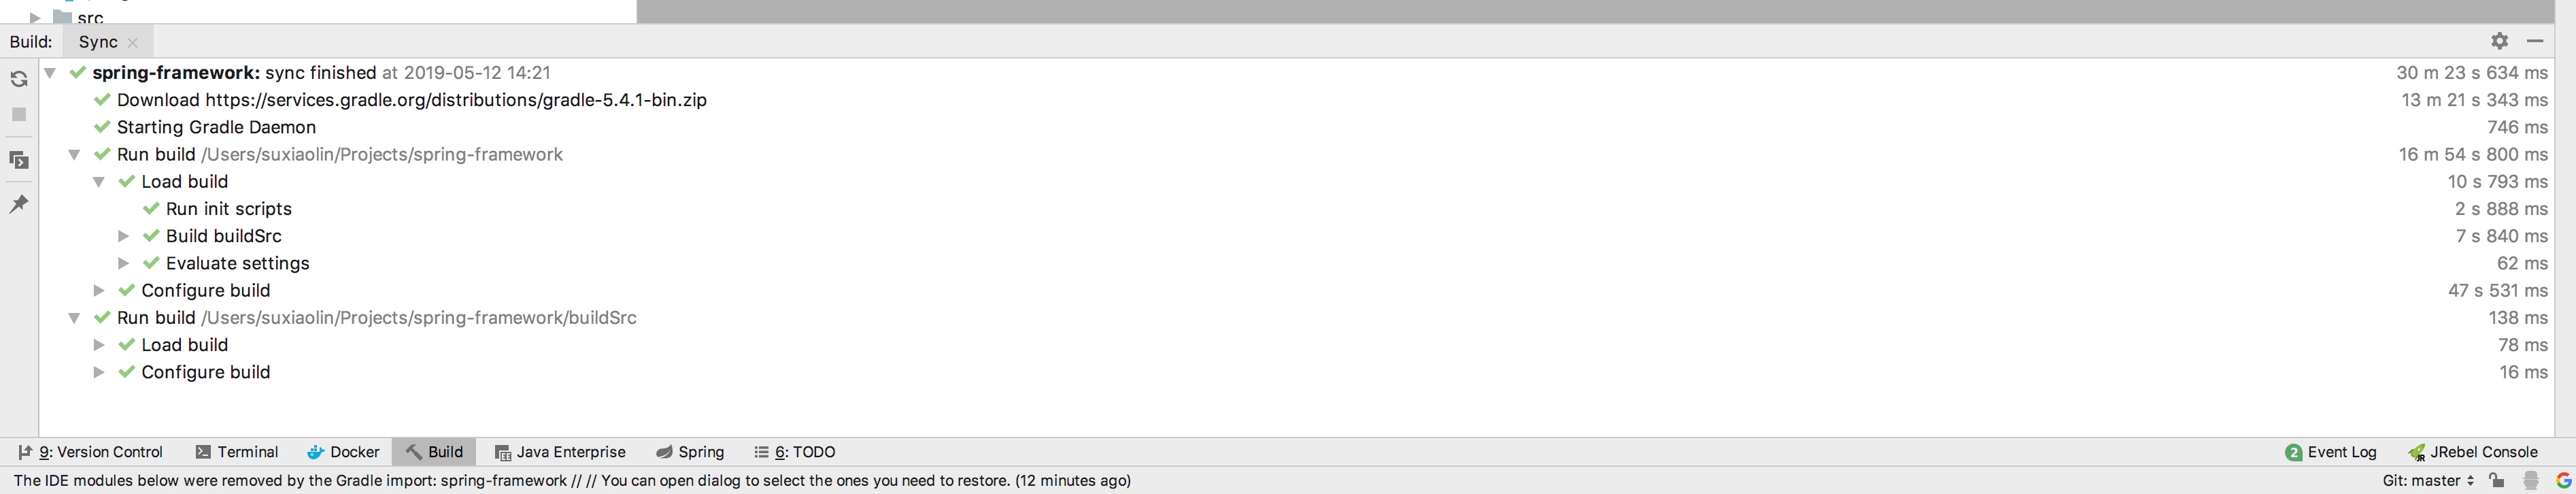 src
Build: Sync
spring-framework: sync finished at 2019-05-12 14:21 30 m 23 s 634 ms
Download https://services.gradle.org/distributions/gradle-5.4.1-bin.zip 13 m 21 s 343 ms
Starting Gradle Daemon 746 ms
Run build /Users/suxiaolin/Projects/spring-framework 16 m 54 s 800 ms
Load build 10 s 793 ms
Run init scripts 2 s 888 ms
Build buildSrc 7 s 840 ms
Evaluate settings 62 ms
Configure build 47 s 531 ms
Run build /Users/suxiaolin/Projects/spring-framework/buildSrc 138 ms
Load build 78 ms
Configure build 16 ms
9: Version Control Terminal Docker Build Java Enterprise Spring 6: TODO 2 Event Log JRebel Console
The IDE modules below were removed by the Gradle import: spring-framework // // You can open dialog to select the ones you need to restore. (12 minutes ago) Git: master